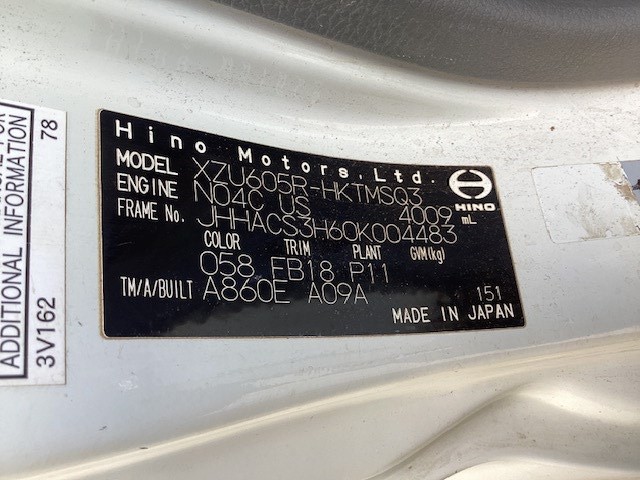 Hino Motors, Ltd.
MODEL XZU605R-HKTMSQ3
ENGINE N04C US 4009 mL
FRAME No. JHHACS3H60K004483
COLOR TRIM PLANT GVM(kg)
058 FB18 P11
TM/A/BUILT A860E A09A 151
MADE IN JAPAN
HINO
ADDITIONAL INFORMATION 78
3V162